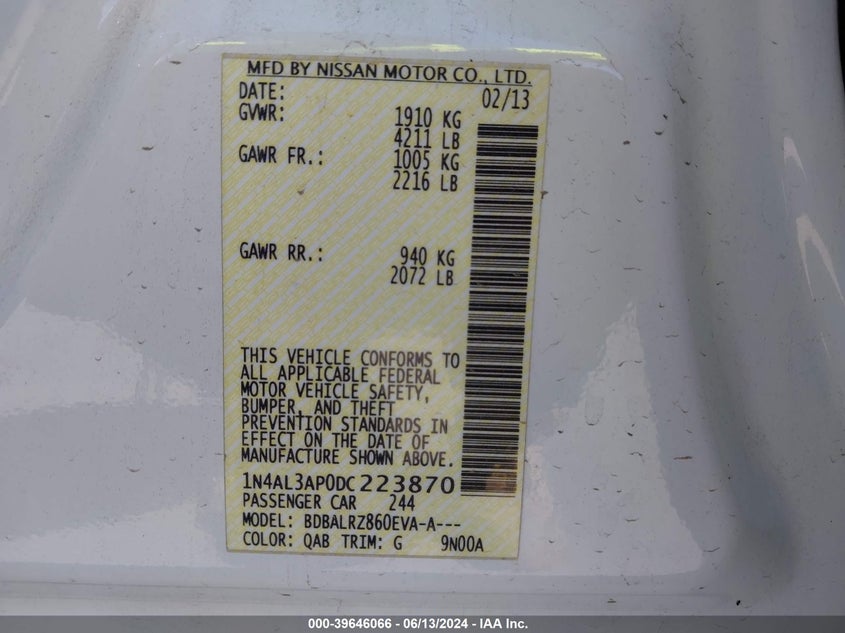 MFD BY NISSAN MOTOR CO., LTD.
DATE: 02/13
GVWR: 1910 KG
4211 LB
GAWR FR.: 1005 KG
2216 LB
GAWR RR.: 940 KG
2072 LB
THIS VEHICLE CONFORMS TO
ALL APPLICABLE FEDERAL
MOTOR VEHICLE SAFETY,
BUMPER, AND THEFT
PREVENTION STANDARDS IN
EFFECT ON THE DATE OF
MANUFACTURE SHOWN ABOVE.
1N4AL3AP0DC223870
PASSENGER CAR 244
MODEL: BDBALRZ860EVA-A---
COLOR: QAB TRIM: G 9N00A
000-39646066 - 06/13/2024 - IAA Inc.